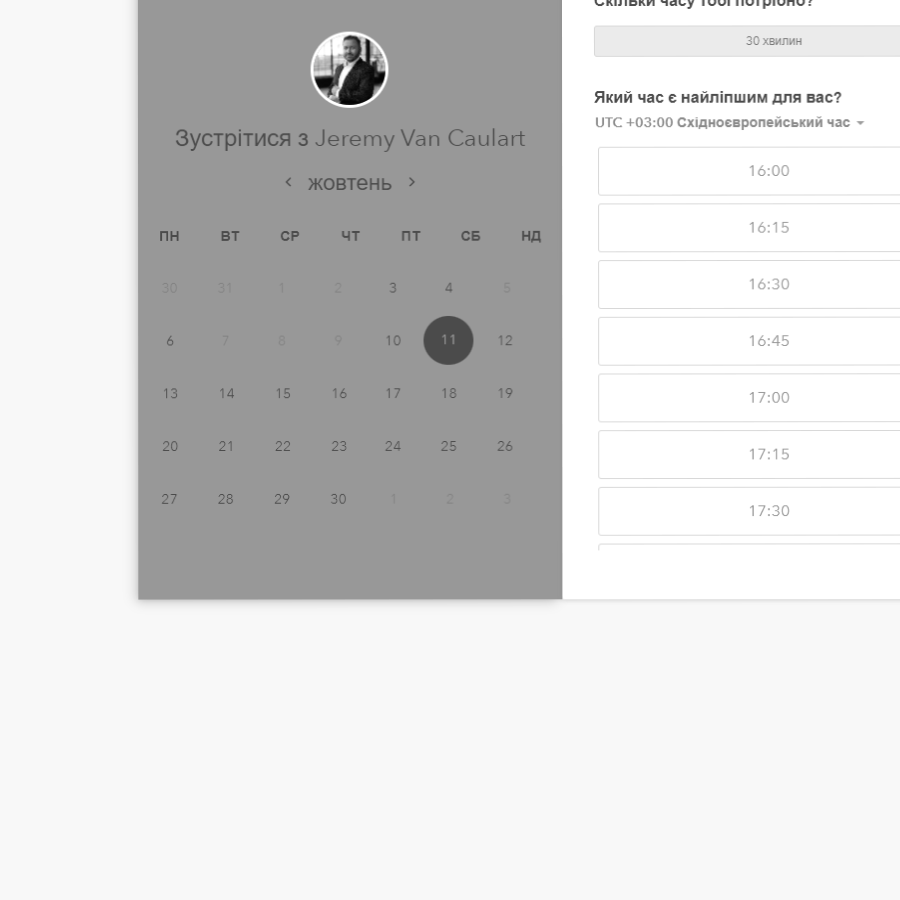 Зустрітися з Jeremy Van Caulart
жовтень
ПН ВТ СР ЧТ ПТ СБ НД
30 31 1 2 3 4 5
6 7 8 9 10 11 12
13 14 15 16 17 18 19
20 21 22 23 24 25 26
27 28 29 30 1 2 3
Скільки часу тобі потрібно?
30 хвилин
Який час є найліпшим для вас?
UTC +03:00 Східноєвропейський час
16:00
16:15
16:30
16:45
17:00
17:15
17:30